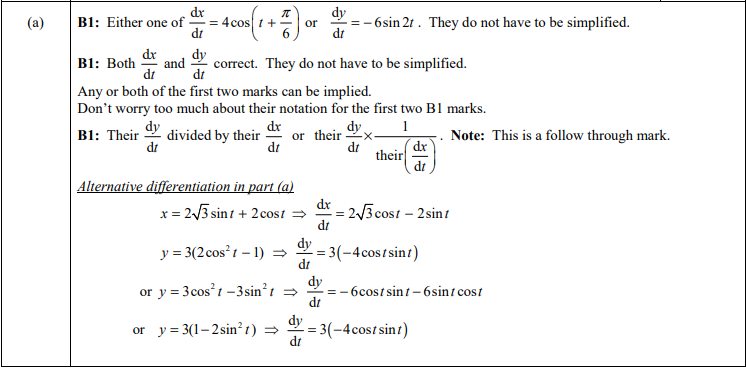 (a)
B1: Either one of dx/dt = 4cos(t + π/6) or dy/dt = −6sin 2t . They do not have to be simplified.
B1: Both dx/dt and dy/dt correct. They do not have to be simplified.
Any or both of the first two marks can be implied.
Don’t worry too much about their notation for the first two B1 marks.
B1: Their dy/dt divided by their dx/dt or their dy/dt × 1/their(dx/dt). Note: This is a follow through mark.
Alternative differentiation in part (a)
x = 2√3 sin t + 2cos t ⇒ dx/dt = 2√3 cos t − 2sin t
y = 3(2cos² t − 1) ⇒ dy/dt = 3(−4cos t sin t)
or y = 3cos² t − 3sin² t ⇒ dy/dt = −6cos t sin t − 6sin t cos t
or y = 3(1 − 2sin² t) ⇒ dy/dt = 3(−4cos t sin t)